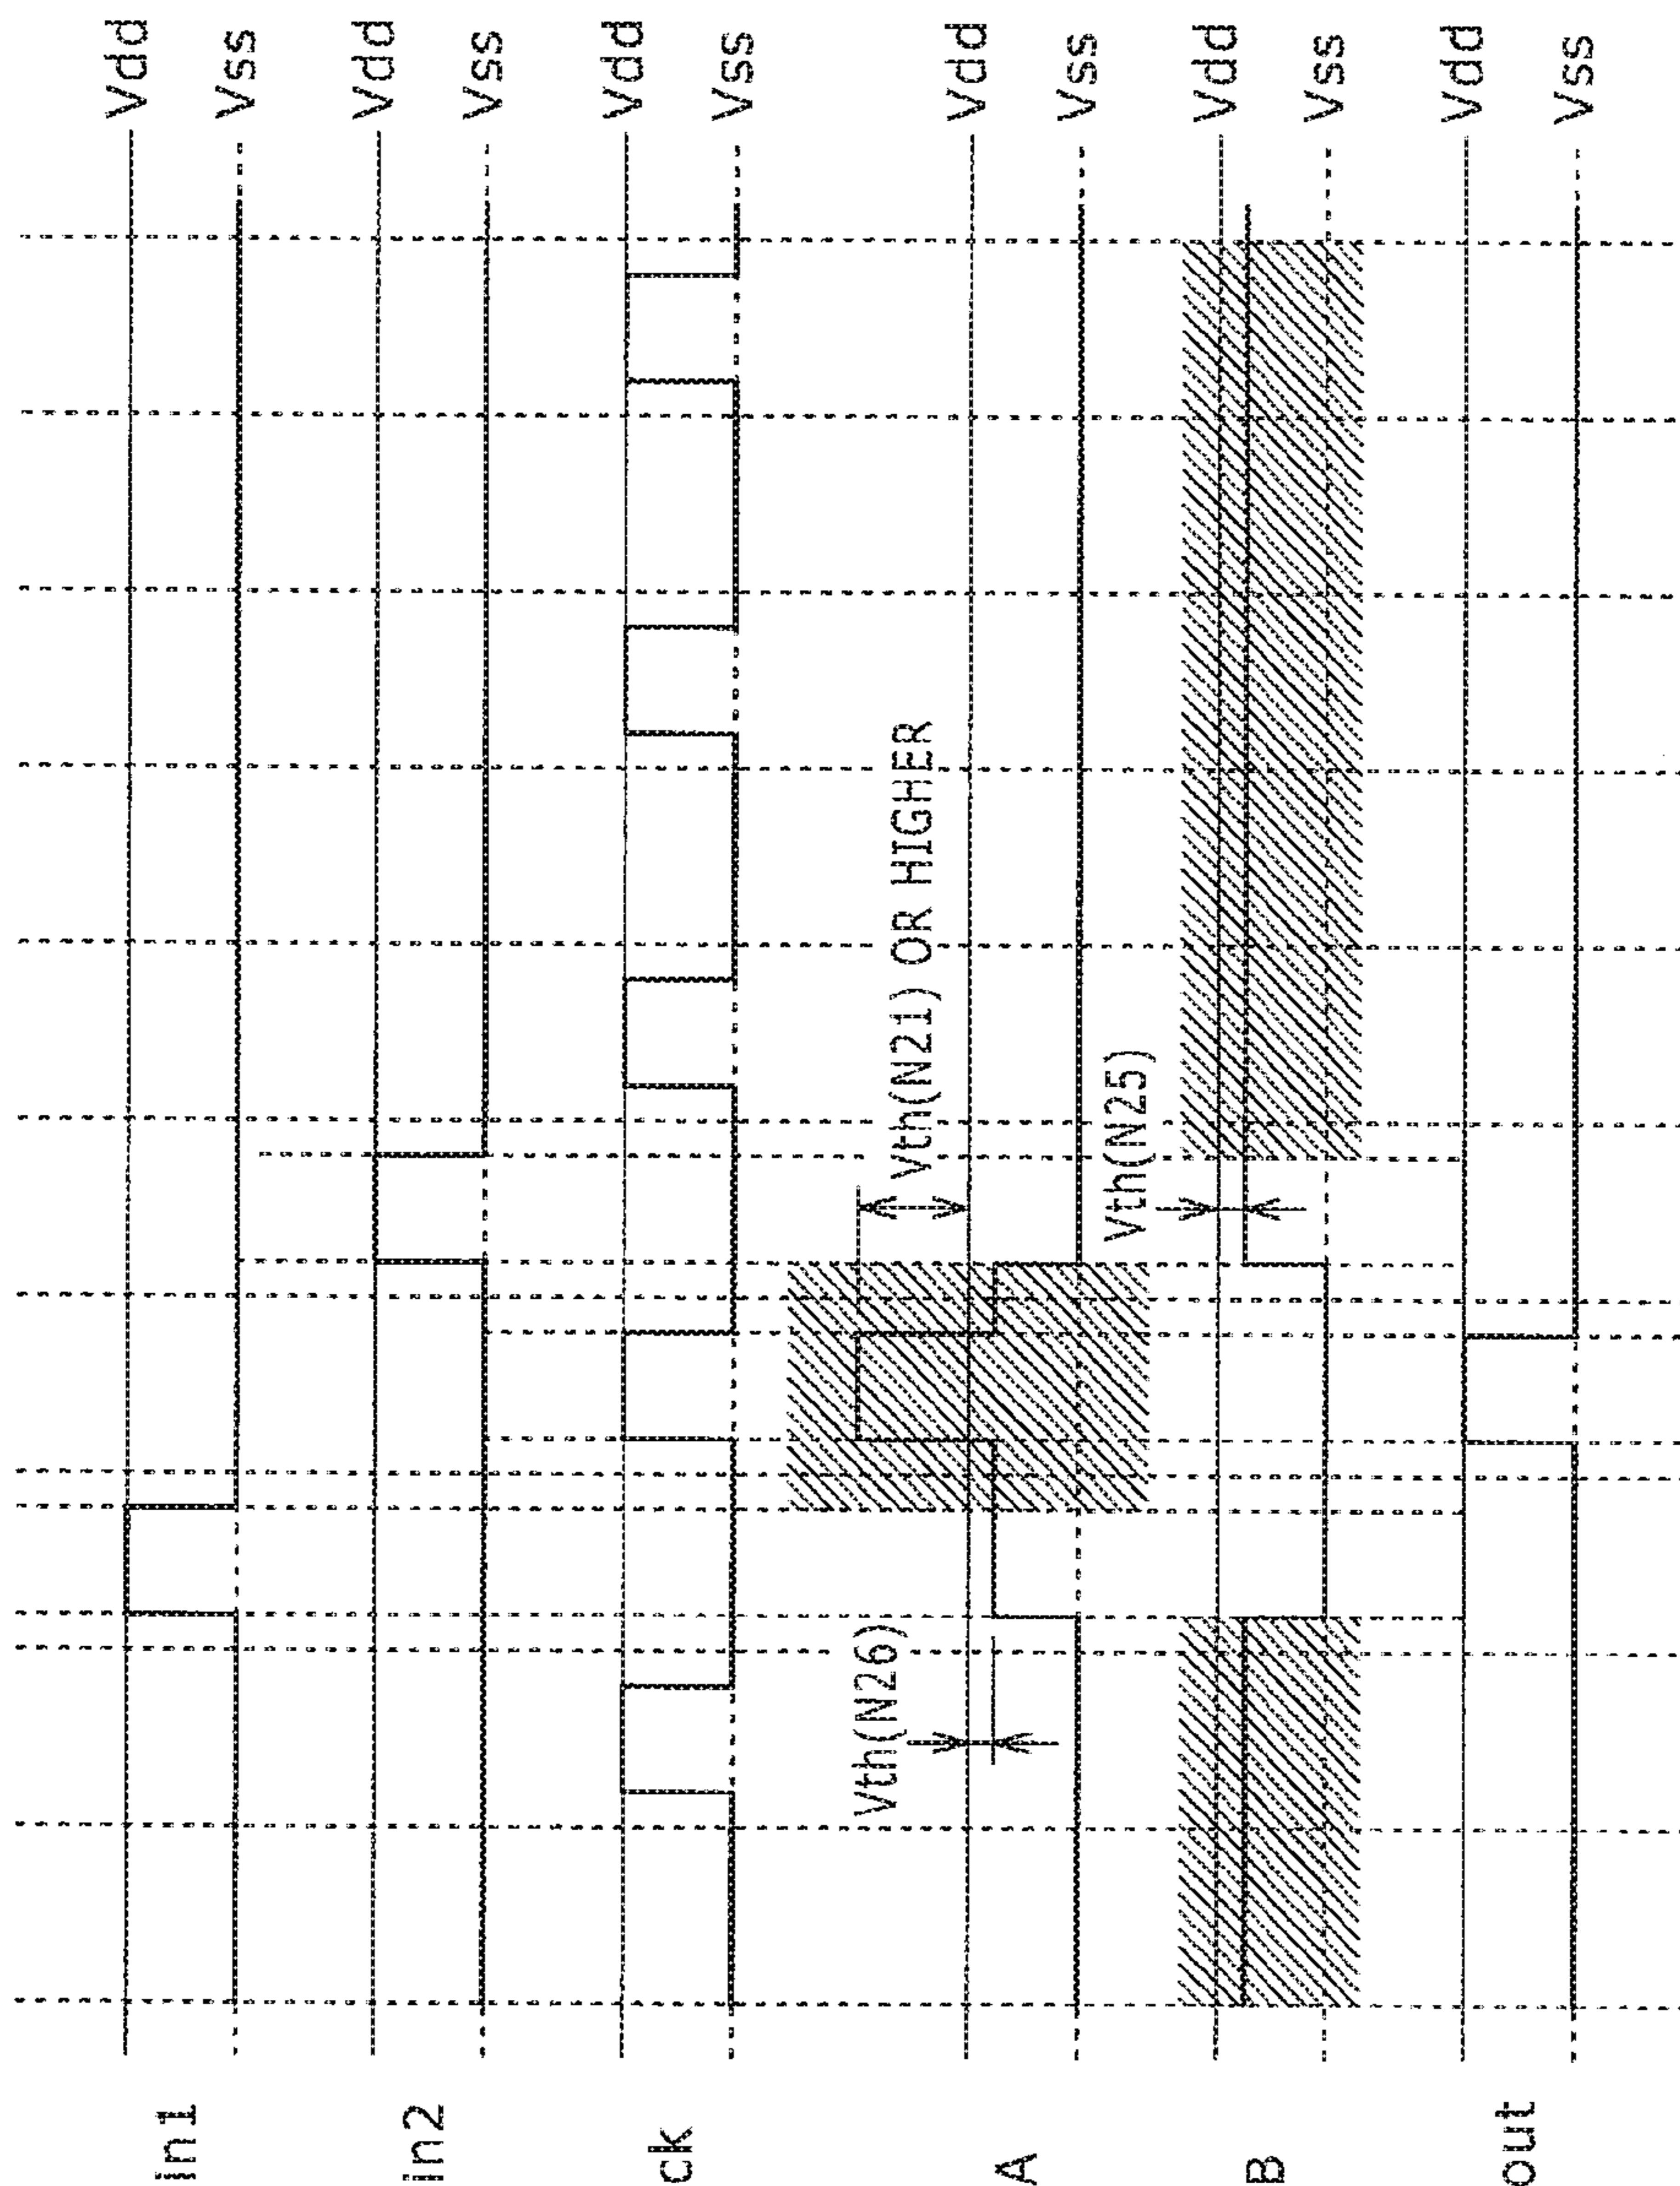 in1
Vdd
Vss
in2
Vdd
Vss
ck
Vdd
Vss
Vth(N26)
Vth(N21) OR HIGHER
A
Vdd
Vss
Vth(N25)
B
Vdd
Vss
out
Vdd
Vss